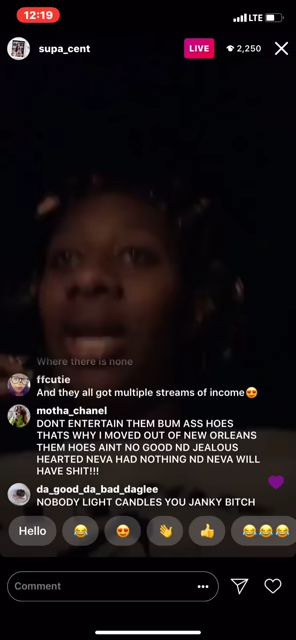 12:19
LTE
supa_cent
LIVE
2,250
Where there is none
ffcutie
And they all got multiple streams of income😍
motha_chanel
DONT ENTERTAIN THEM BUM ASS HOES
THATS WHY I MOVED OUT OF NEW ORLEANS
THEM HOES AINT NO GOOD ND JEALOUS
HEARTED NEVA HAD NOTHING ND NEVA WILL
HAVE SHIT!!!
da_good_da_bad_daglee
NOBODY LIGHT CANDLES YOU JANKY BITCH
Hello
Comment